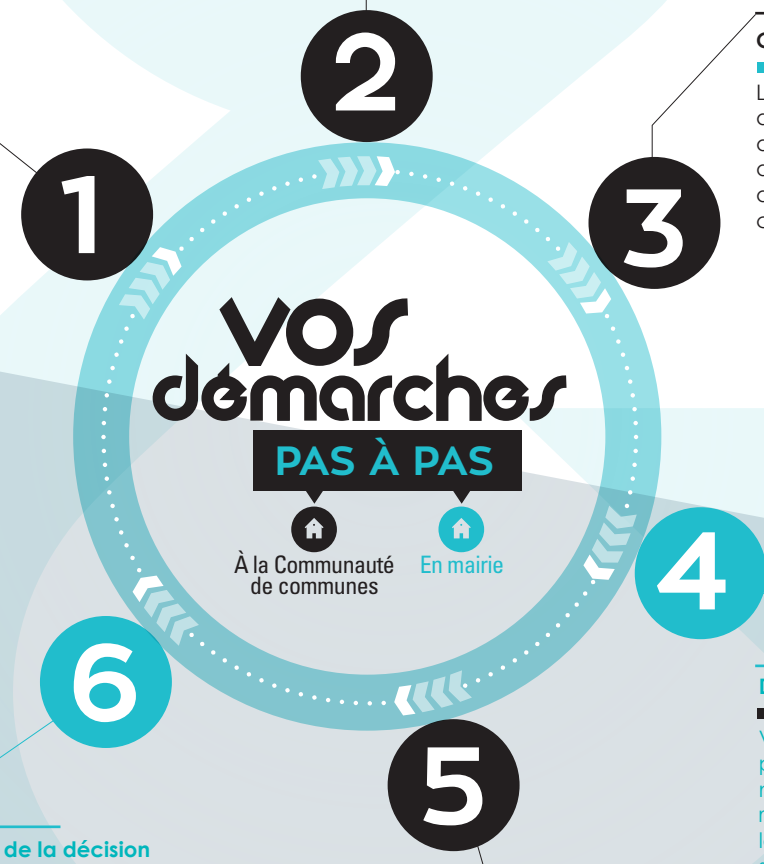 2
1
3
vos
démarches
PAS À PAS
À la Communauté
de communes
En mairie
4
6
5
de la décision